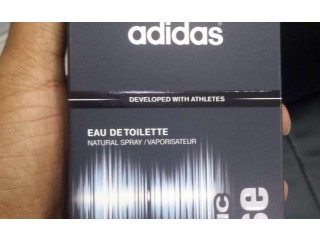 adidas
DEVELOPED WITH ATHLETES
EAU DE TOILETTE
NATURAL SPRAY / VAPORISATEUR